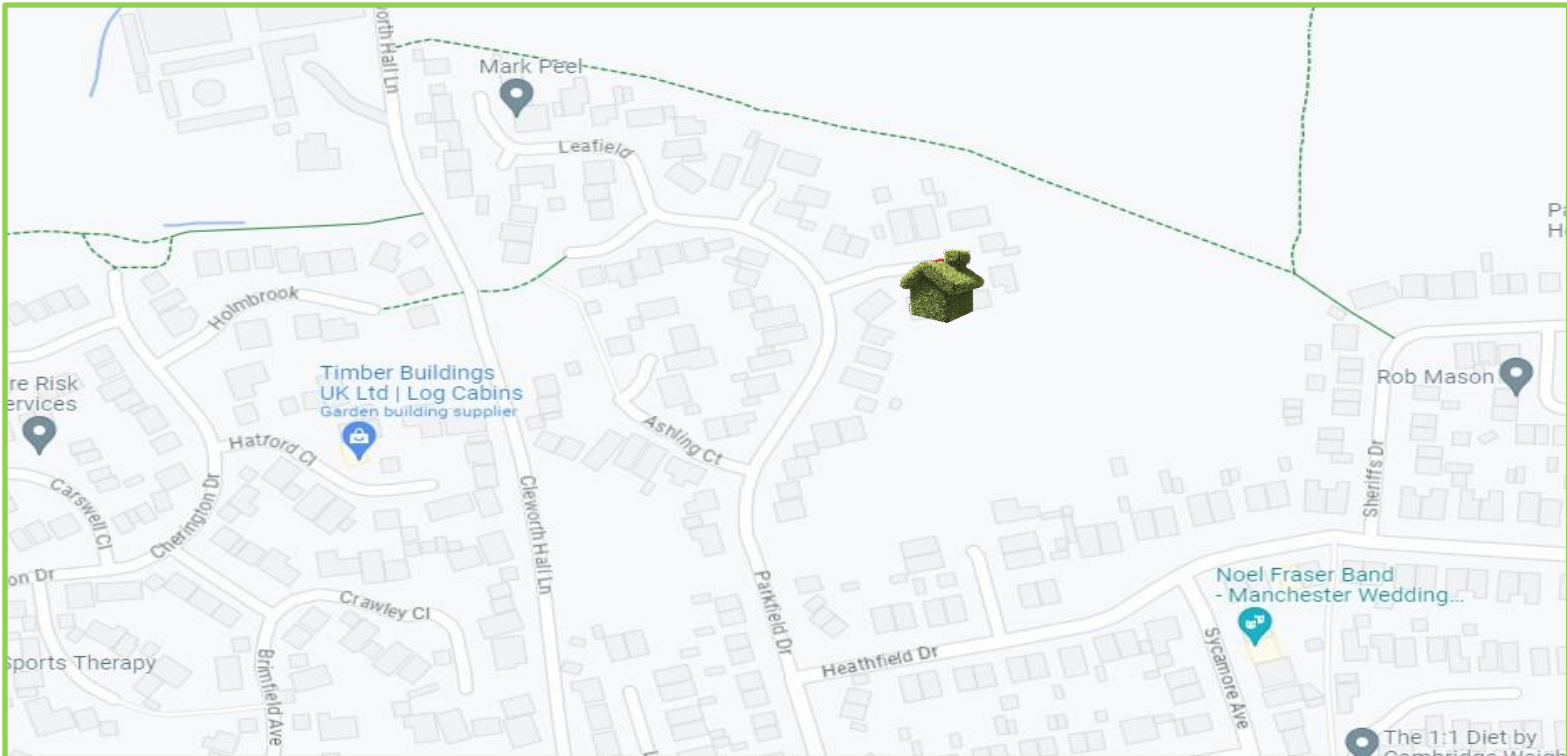 orth Hall Ln
Mark Peel
Leafield
Pa
H
Holmbrook
re Risk
ervices
Timber Buildings
UK Ltd | Log Cabins
Garden building supplier
Rob Mason
Hatford Cl
Ashling Ct
Sheriffs Dr
Carswell Cl
Cherington Dr
Cleworth Hall Ln
on Dr
Crawley Cl
Parkfield Dr
Noel Fraser Band
- Manchester Wedding...
Heathfield Dr
Sports Therapy
Brimfield Ave
Sycamore Ave
The 1:1 Diet by